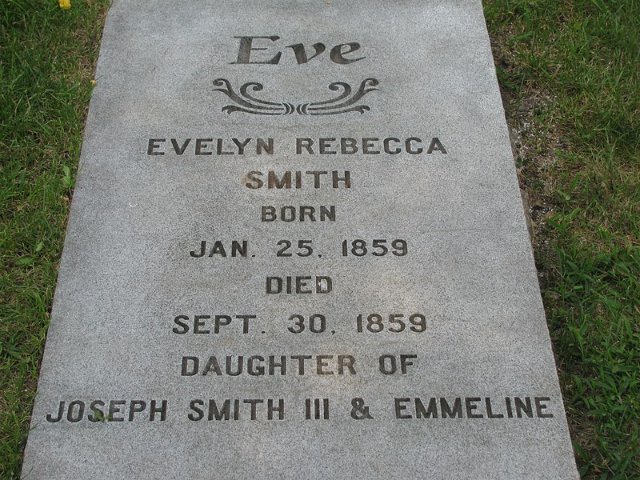 Eve
EVELYN REBECCA
SMITH
BORN
JAN. 25, 1859
DIED
SEPT. 30, 1859
DAUGHTER OF
JOSEPH SMITH III & EMMELINE